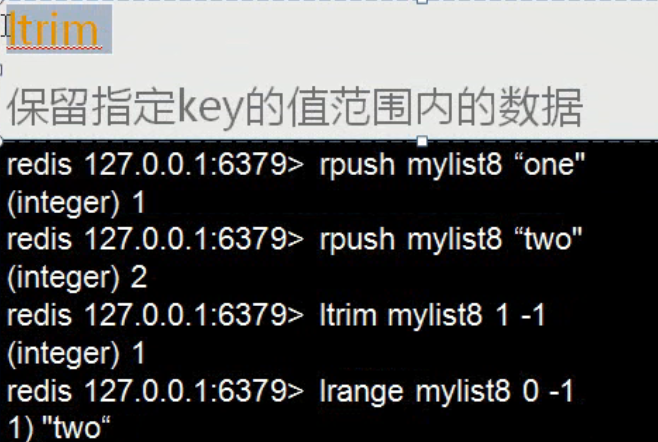 ltrim
保留指定key的值范围内的数据
redis 127.0.0.1:6379> rpush mylist8 “one"
(integer) 1
redis 127.0.0.1:6379> rpush mylist8 “two"
(integer) 2
redis 127.0.0.1:6379> ltrim mylist8 1 -1
(integer) 1
redis 127.0.0.1:6379> lrange mylist8 0 -1
1) "two“